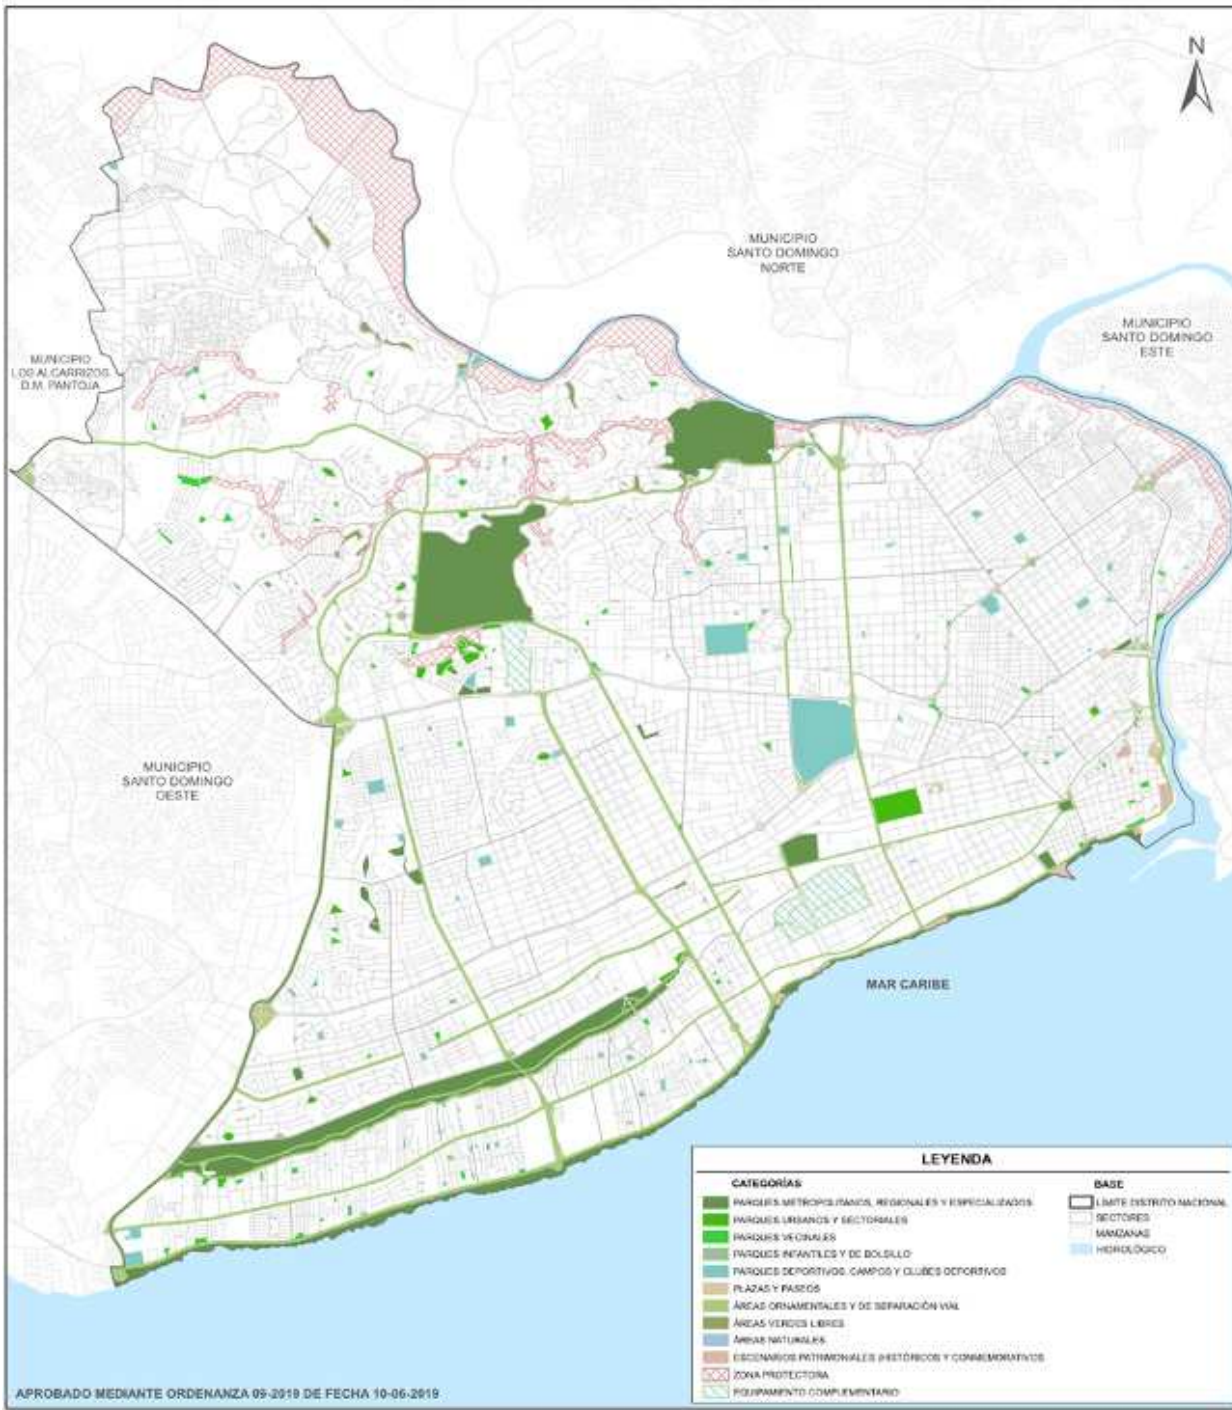 N
MUNICIPIO
SANTO DOMINGO
NORTE
MUNICIPIO
SANTO DOMINGO
ESTE
MUNICIPIO
LOS ALCARRIZOS
D.M. PANTOJA
MUNICIPIO
SANTO DOMINGO
OESTE
MAR CARIBE
LEYENDA
CATEGORÍAS
PARQUES METROPOLITANOS, REGIONALES Y ESPECIALIZADOS
PARQUES URBANOS Y SECTORIALES
PARQUES VECINALES
PARQUES INFANTILES Y DE BOLSILLO
PARQUES DEPORTIVOS, CAMPOS Y CLUBES DEPORTIVOS
PLAZAS Y PASEOS
ÁREAS ORNAMENTALES Y DE SEPARACIÓN VIAL
ÁREAS VERDES LIBRES
ÁREAS NATURALES
ESCENARIOS PATRIMONIALES (HISTÓRICOS Y CONMEMORATIVOS
ZONA PROTECTORA
EQUIPAMIENTO COMPLEMENTARIO
BASE
LÍMITE DISTRITO NACIONAL
SECTORES
MANZANAS
HIDROLÓGICO
APROBADO MEDIANTE ORDENANZA 09-2019 DE FECHA 10-06-2019